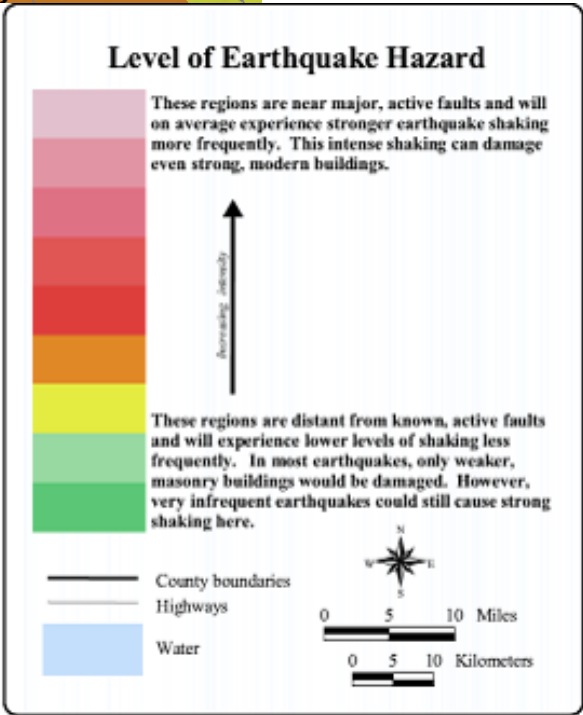 Level of Earthquake Hazard
These regions are near major, active faults and will
on average experience stronger earthquake shaking
more frequently. This intense shaking can damage
even strong, modern buildings.
Increasing intensity
These regions are distant from known, active faults
and will experience lower levels of shaking less
frequently. In most earthquakes, only weaker,
masonry buildings would be damaged. However,
very infrequent earthquakes could still cause strong
shaking here.
N
W E
S
County boundaries
Highways
Water
0 5 10 Miles
0 5 10 Kilometers